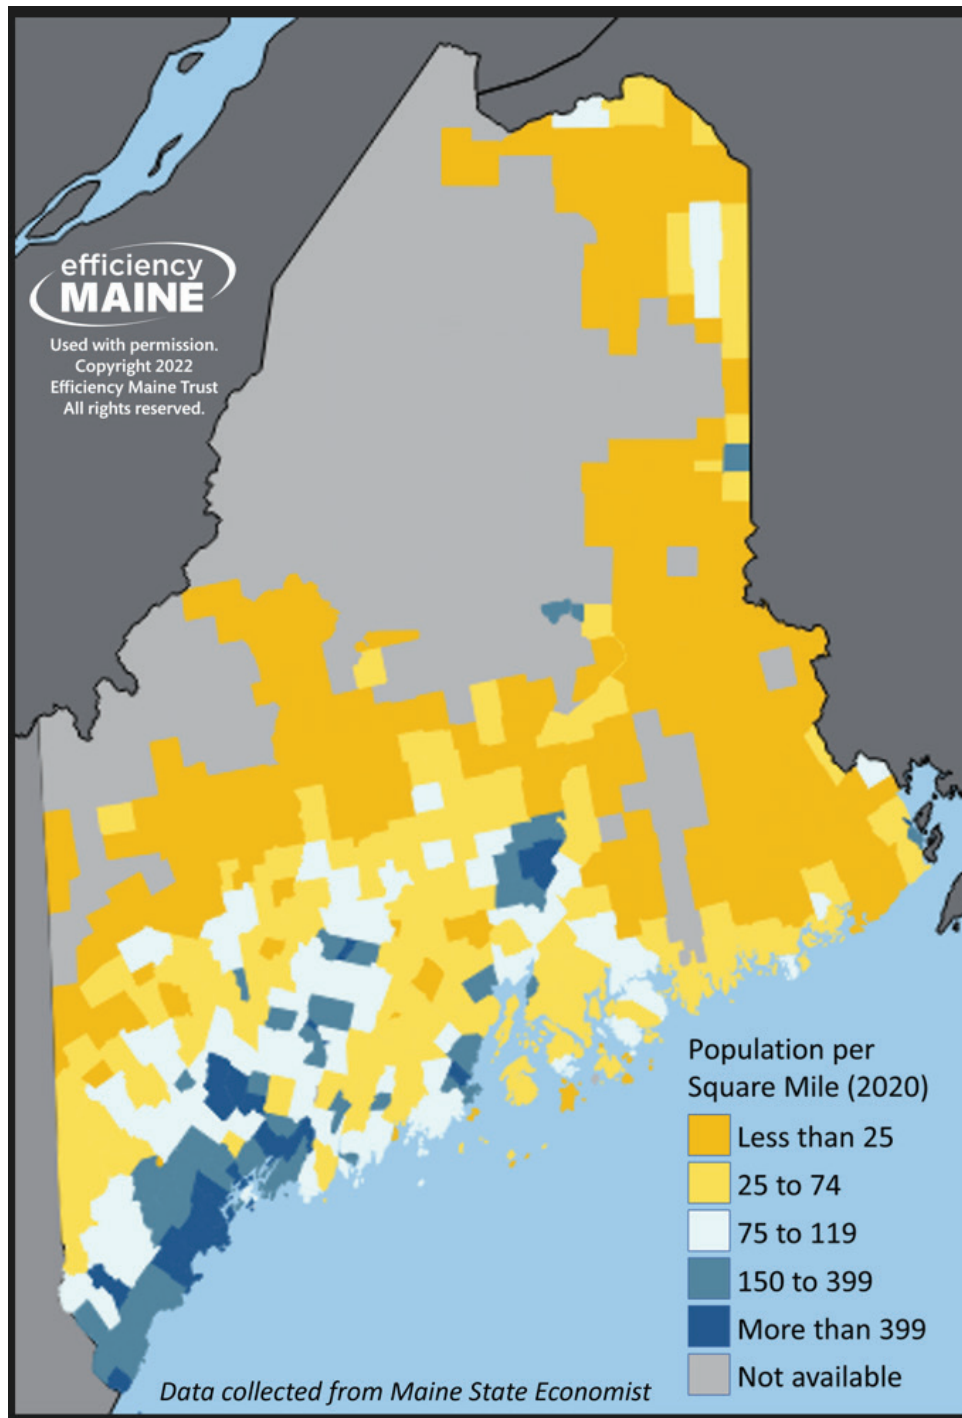 efficiency
MAINE
Used with permission.
Copyright 2022
Efficiency Maine Trust
All rights reserved.
Population per
Square Mile (2020)
Less than 25
25 to 74
75 to 119
150 to 399
More than 399
Not available
Data collected from Maine State Economist